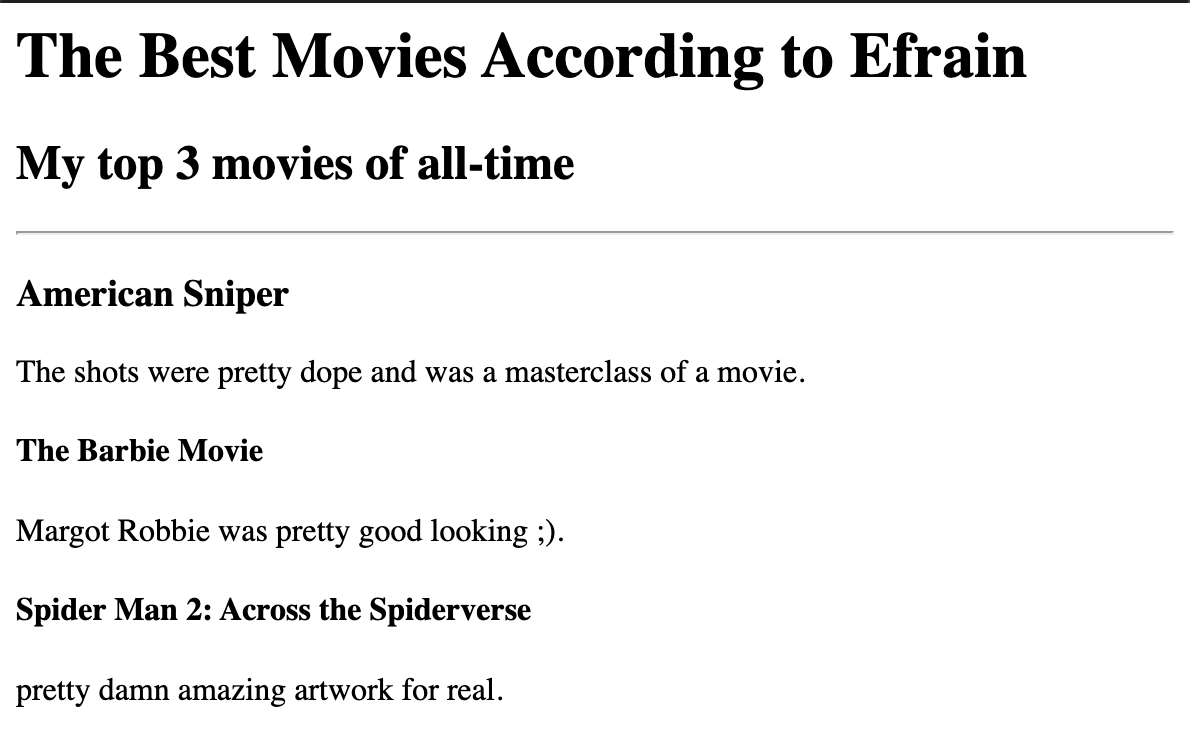 The Best Movies According to Efrain
My top 3 movies of all-time
American Sniper
The shots were pretty dope and was a masterclass of a movie.
The Barbie Movie
Margot Robbie was pretty good looking ;).
Spider Man 2: Across the Spiderverse
pretty damn amazing artwork for real.